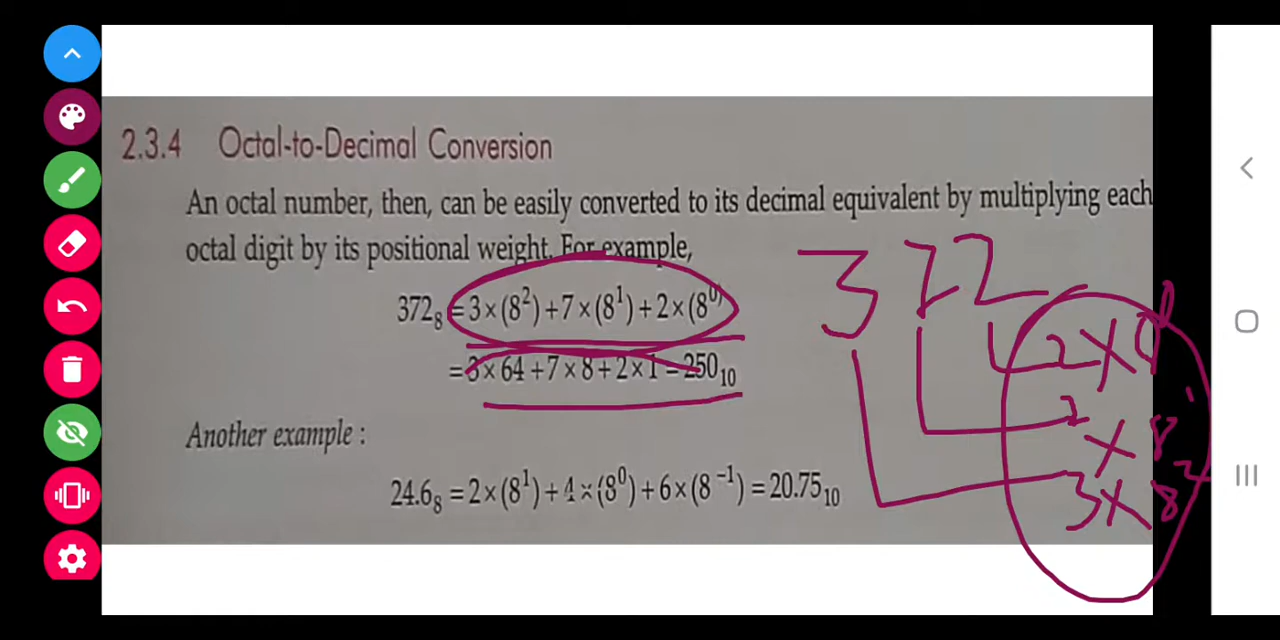 2.3.4 Octal-to-Decimal Conversion
An octal number, then, can be easily converted to its decimal equivalent by multiplying each
octal digit by its positional weight. For example,
372₈ = 3 × (8²) + 7 × (8¹) + 2 × (8⁰)
= 3 × 64 + 7 × 8 + 2 × 1 = 250₁₀
Another example :
24.6₈ = 2 × (8¹) + 4 × (8⁰) + 6 × (8⁻¹) = 20.75₁₀
372
2 × 8⁰
× 8¹
3 × 8²